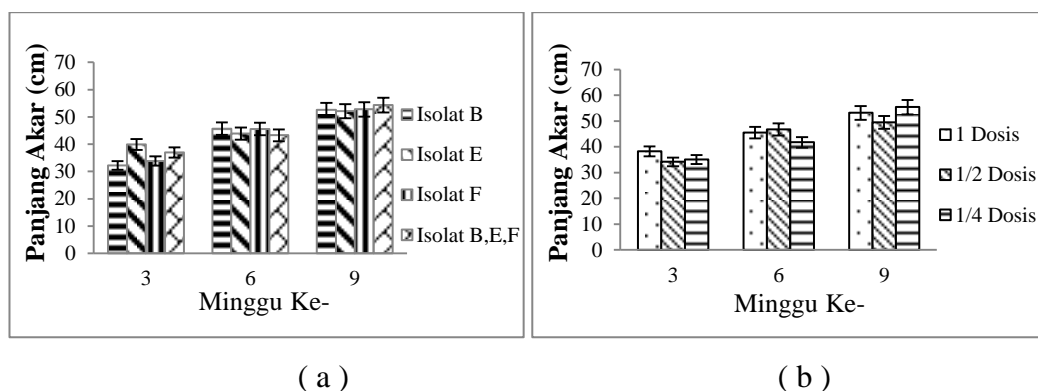 Panjang Akar (cm)
70
60
50
40
30
20
10
0
3 6 9
Minggu Ke-
Isolat B
Isolat E
Isolat F
Isolat B,E,F
( a )
Panjang Akar (cm)
70
60
50
40
30
20
10
0
3 6 9
Minggu Ke-
1 Dosis
1/2 Dosis
1/4 Dosis
( b )